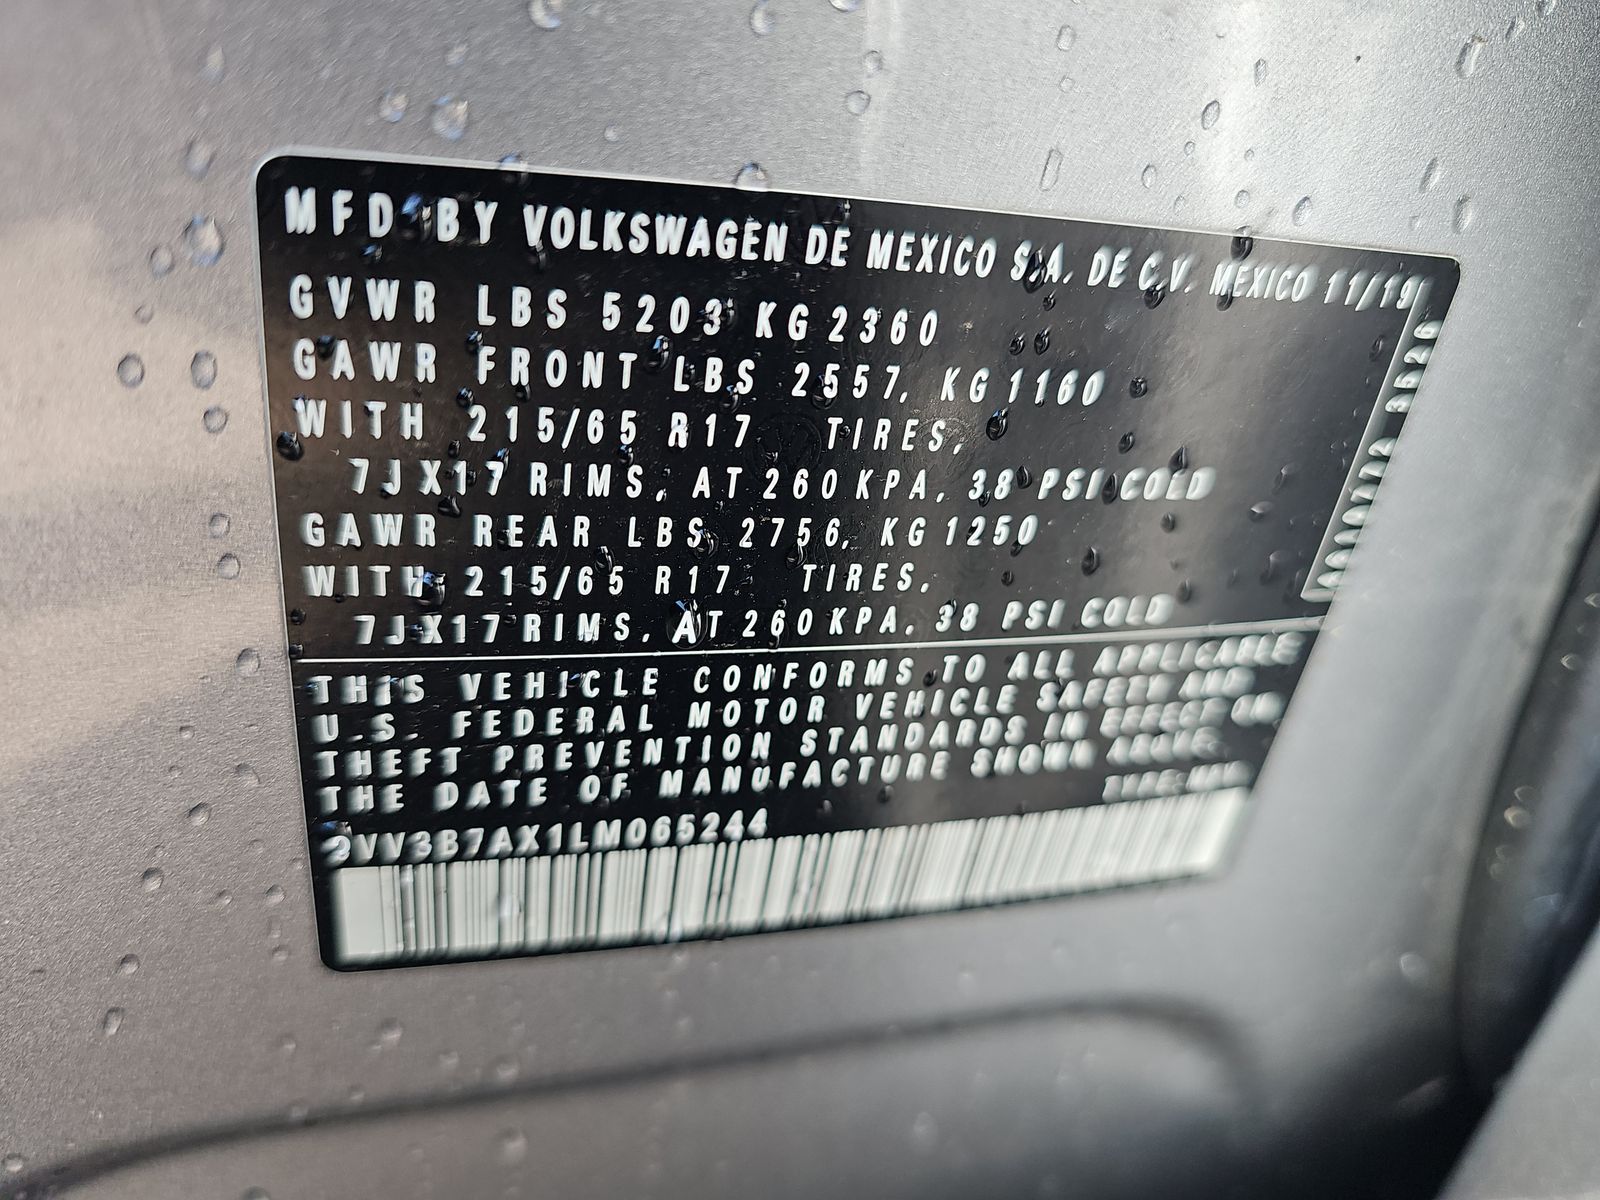 MFD. BY VOLKSWAGEN DE MEXICO S.A. DE C.V. MEXICO 11/19
GVWR LBS 5203 KG 2360
GAWR FRONT LBS 2557, KG 1160
WITH 215/65 R17 TIRES,
7JX17 RIMS, AT 260 KPA, 38 PSI COLD
GAWR REAR LBS 2756, KG 1250
WITH 215/65 R17 TIRES,
7JX17 RIMS, AT 260 KPA, 38 PSI COLD
THIS VEHICLE CONFORMS TO ALL APPLICABLE
U.S. FEDERAL MOTOR VEHICLE SAFETY AND
THEFT PREVENTION STANDARDS IN EFFECT ON
THE DATE OF MANUFACTURE SHOWN ABOVE.
TYPE:MPV
3VV3B7AX1LM065244